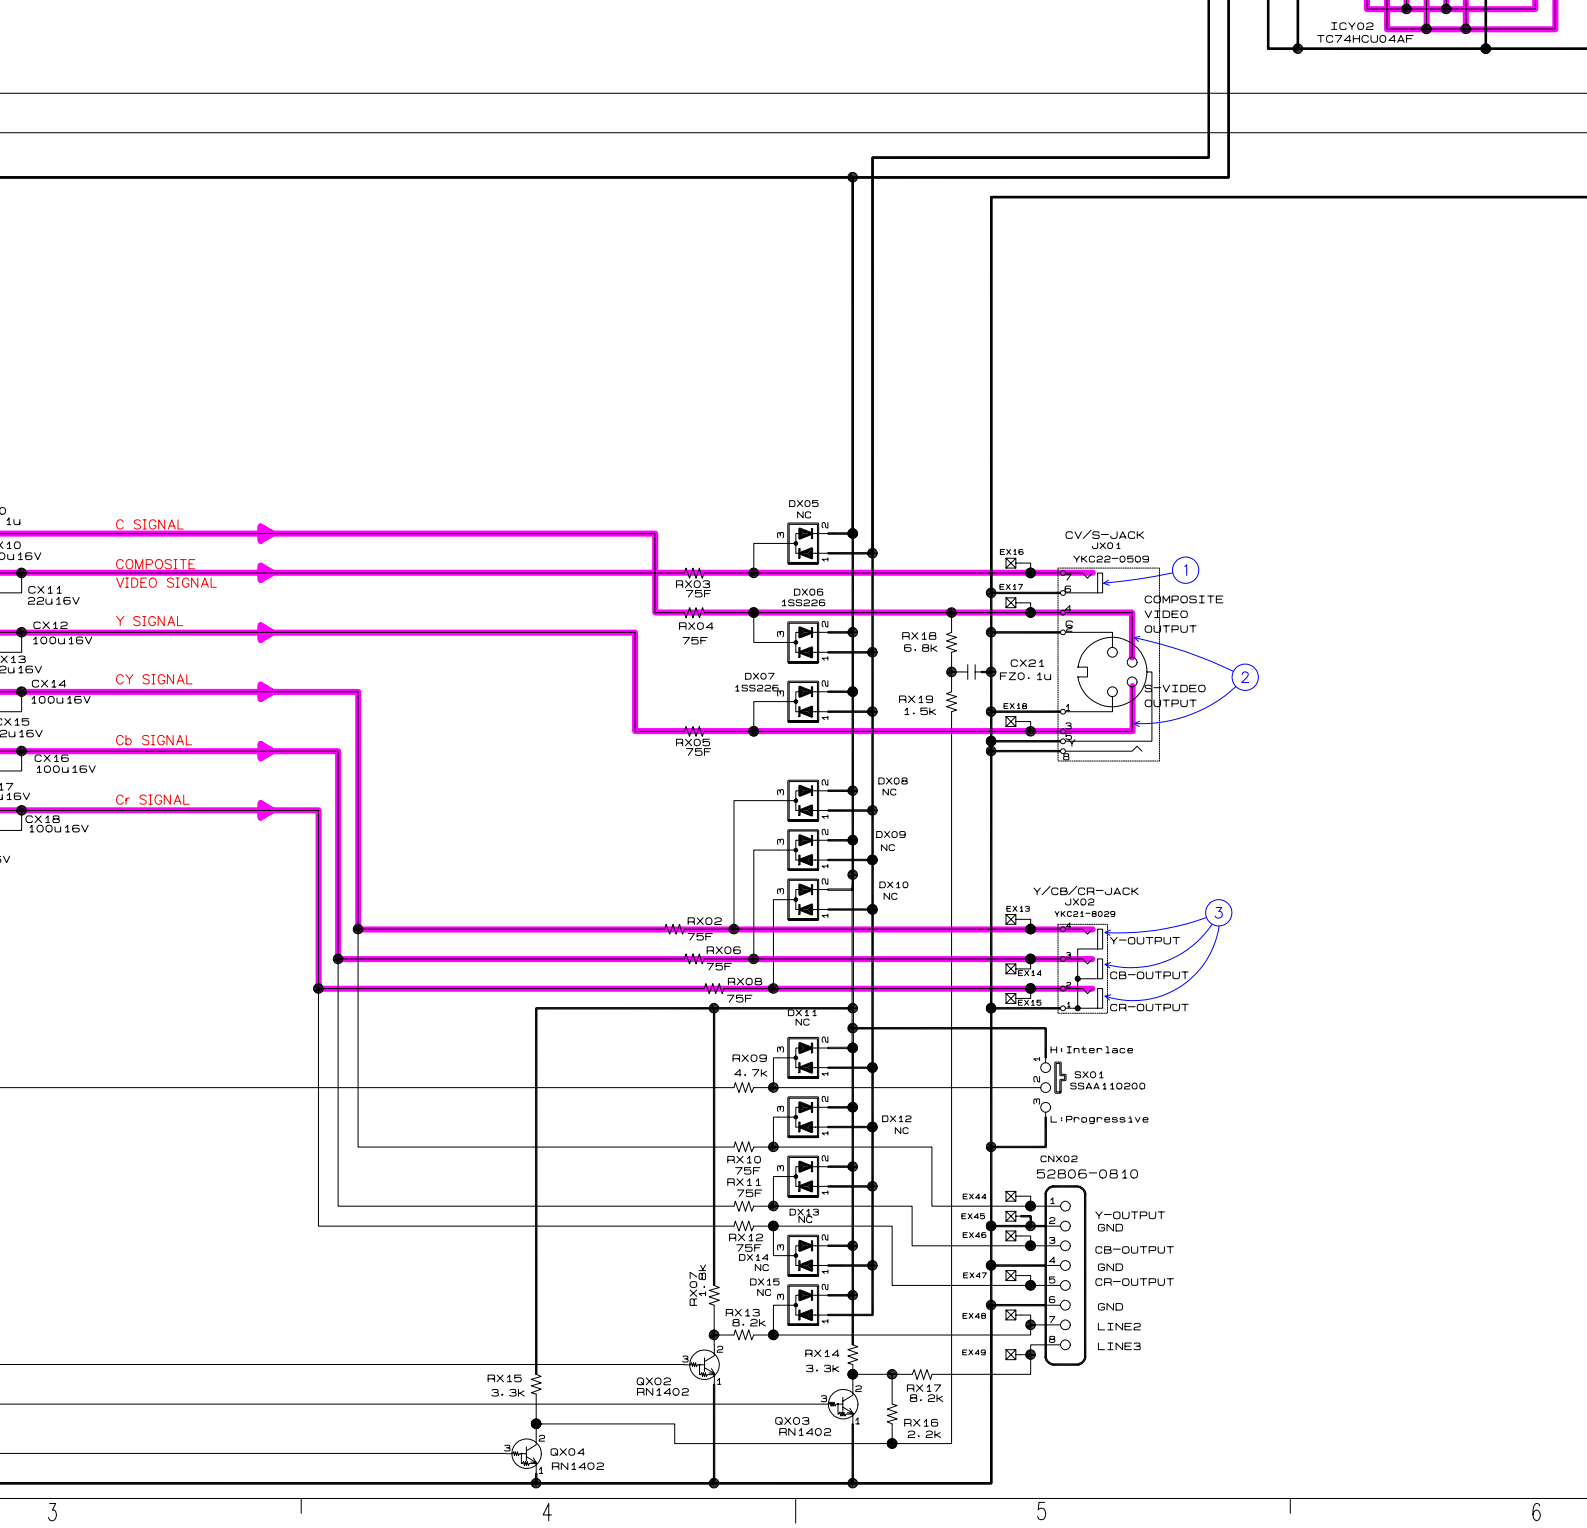 ICY02
TC74HCU04AF
C SIGNAL
COMPOSITE
VIDEO SIGNAL
Y SIGNAL
CY SIGNAL
Cb SIGNAL
Cr SIGNAL
1u
CX11
22u16V
CX12
100u16V
CX14
100u16V
CX15
CX16
100u16V
CX18
100u16V
RX03
75F
RX04
75F
RX05
75F
DX05
NC
DX06
1SS226
DX07
1SS226
DX08
NC
DX09
NC
DX10
NC
RX18
6.8k
RX19
1.5k
CX21
FZ0.1u
EX16
EX17
EX18
CV/S-JACK
JX01
YKC22-0509
COMPOSITE
VIDEO
OUTPUT
S-VIDEO
OUTPUT
1
2
3
RX02
75F
RX06
75F
RX08
75F
EX13
EX14
EX15
Y/CB/CR-JACK
JX02
YKC21-8029
Y-OUTPUT
CB-OUTPUT
CR-OUTPUT
DX11
NC
RX09
4.7k
H:Interlace
SX01
SSAA110200
L:Progressive
DX12
NC
RX10
75F
RX11
75F
DX13
NC
RX12
75F
DX14
NC
DX15
NC
RX07
1.8k
RX13
8.2k
CNX02
52806-0810
EX44
EX45
EX46
EX47
EX48
EX49
1
2
3
4
5
6
7
8
Y-OUTPUT
GND
CB-OUTPUT
GND
CR-OUTPUT
GND
LINE2
LINE3
RX14
3.3k
RX15
3.3k
QX02
RN1402
RX17
8.2k
RX16
2.2k
QX03
RN1402
QX04
RN1402
3
4
5
6